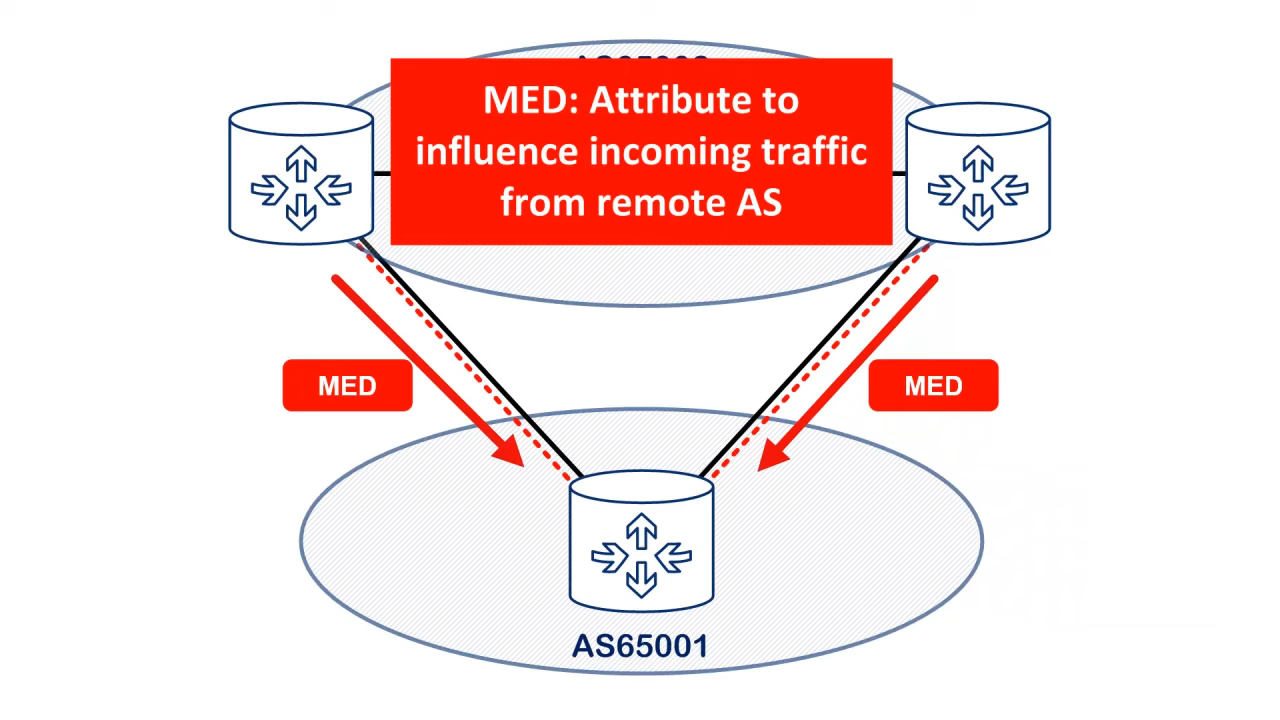 MED: Attribute to
influence incoming traffic
from remote AS
MED
MED
AS65001